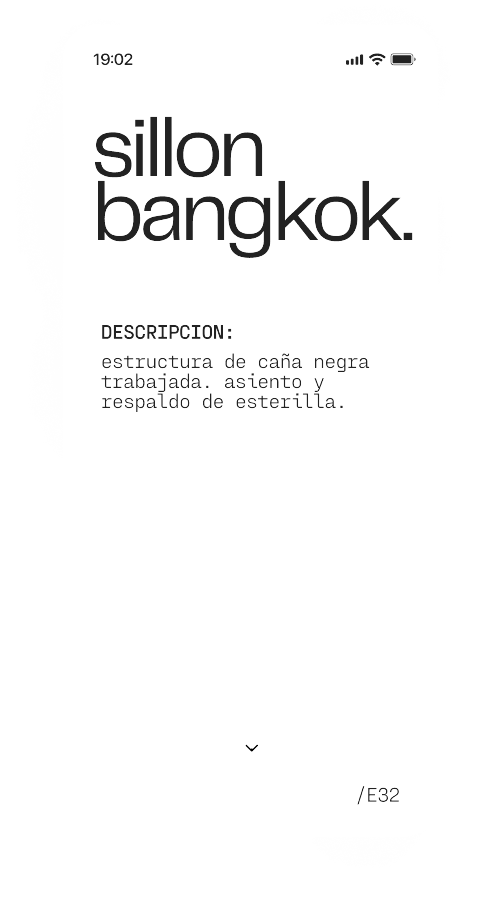 19:02
sillon
bangkok.
DESCRIPCION:
estructura de caña negra
trabajada. asiento y
respaldo de esterilla.
/E32